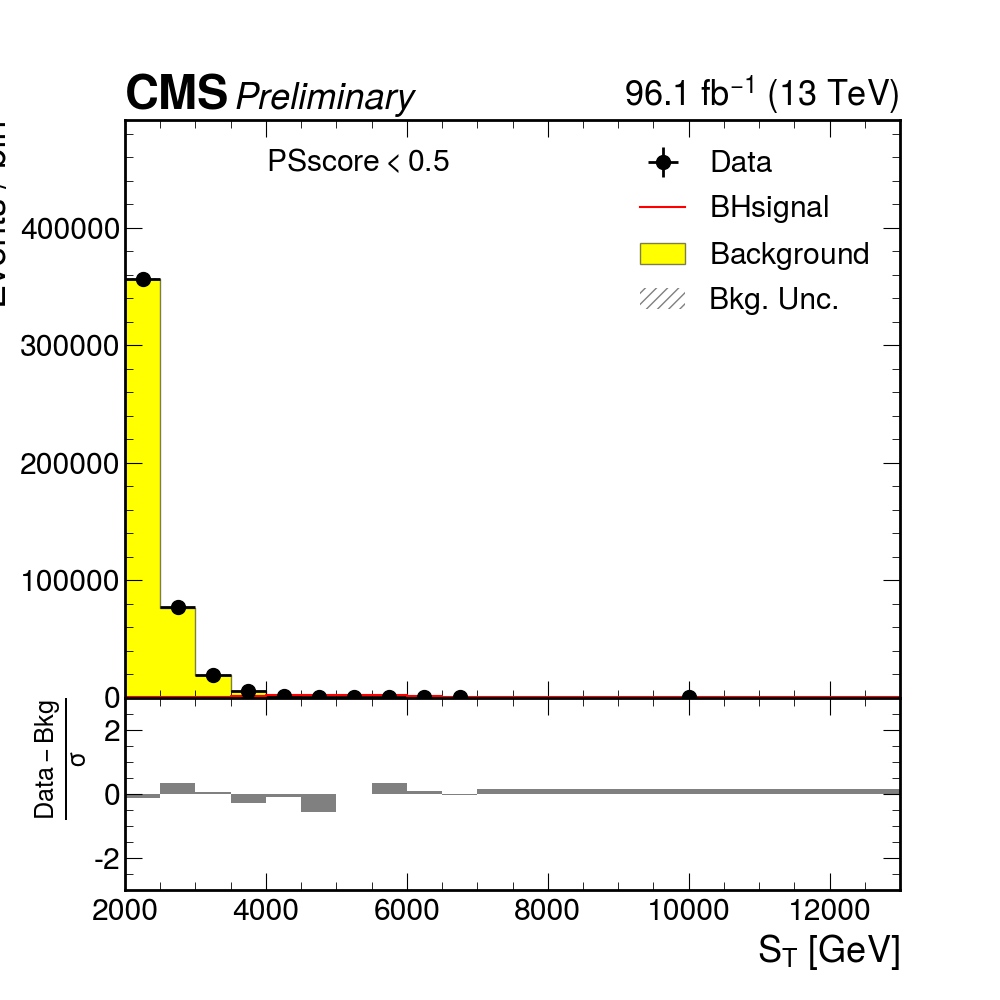 CMS Preliminary 96.1 fb⁻¹ (13 TeV)
PSscore < 0.5
Data
BHsignal
Background
Bkg. Unc.
400000
300000
200000
100000
0
Data − Bkg
σ
2
0
-2
2000 4000 6000 8000 10000 12000
S_T [GeV]